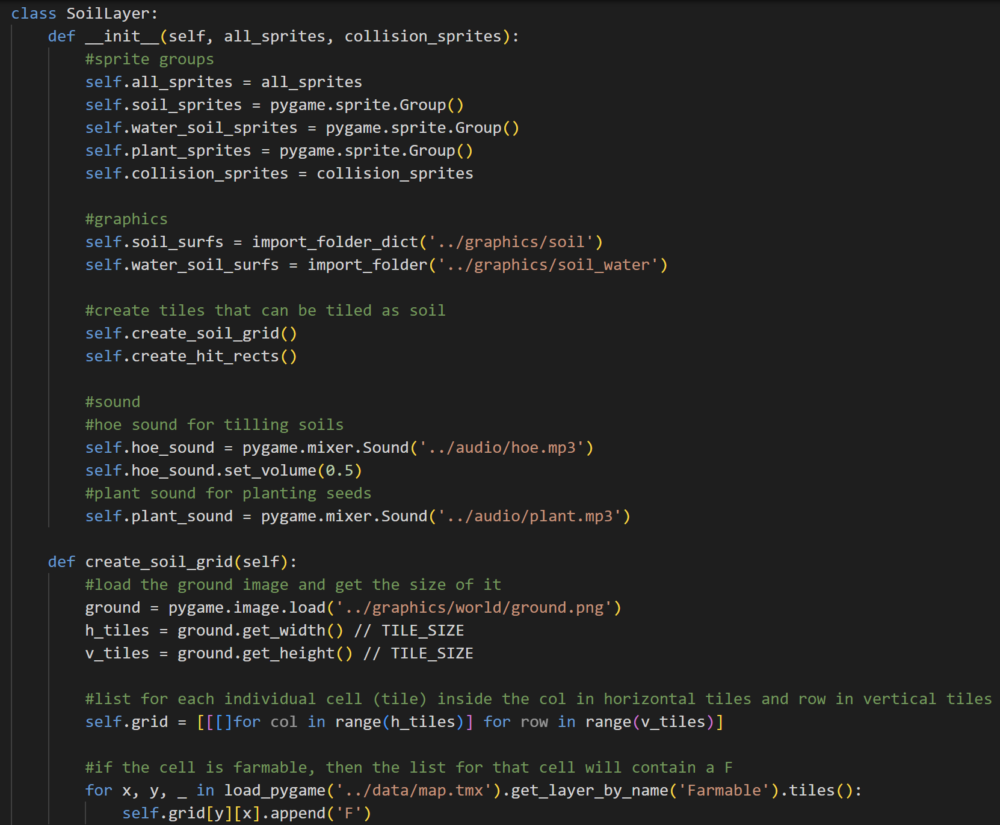 class SoilLayer:
    def __init__(self, all_sprites, collision_sprites):
        #sprite groups
        self.all_sprites = all_sprites
        self.soil_sprites = pygame.sprite.Group()
        self.water_soil_sprites = pygame.sprite.Group()
        self.plant_sprites = pygame.sprite.Group()
        self.collision_sprites = collision_sprites

        #graphics
        self.soil_surfs = import_folder_dict('../graphics/soil')
        self.water_soil_surfs = import_folder('../graphics/soil_water')

        #create tiles that can be tiled as soil
        self.create_soil_grid()
        self.create_hit_rects()

        #sound
        #hoe sound for tilling soils
        self.hoe_sound = pygame.mixer.Sound('../audio/hoe.mp3')
        self.hoe_sound.set_volume(0.5)
        #plant sound for planting seeds
        self.plant_sound = pygame.mixer.Sound('../audio/plant.mp3')

    def create_soil_grid(self):
        #load the ground image and get the size of it
        ground = pygame.image.load('../graphics/world/ground.png')
        h_tiles = ground.get_width() // TILE_SIZE
        v_tiles = ground.get_height() // TILE_SIZE

        #list for each individual cell (tile) inside the col in horizontal tiles and row in vertical tiles
        self.grid = [[[]for col in range(h_tiles)] for row in range(v_tiles)]

        #if the cell is farmable, then the list for that cell will contain a F
        for x, y, _ in load_pygame('../data/map.tmx').get_layer_by_name('Farmable').tiles():
            self.grid[y][x].append('F')